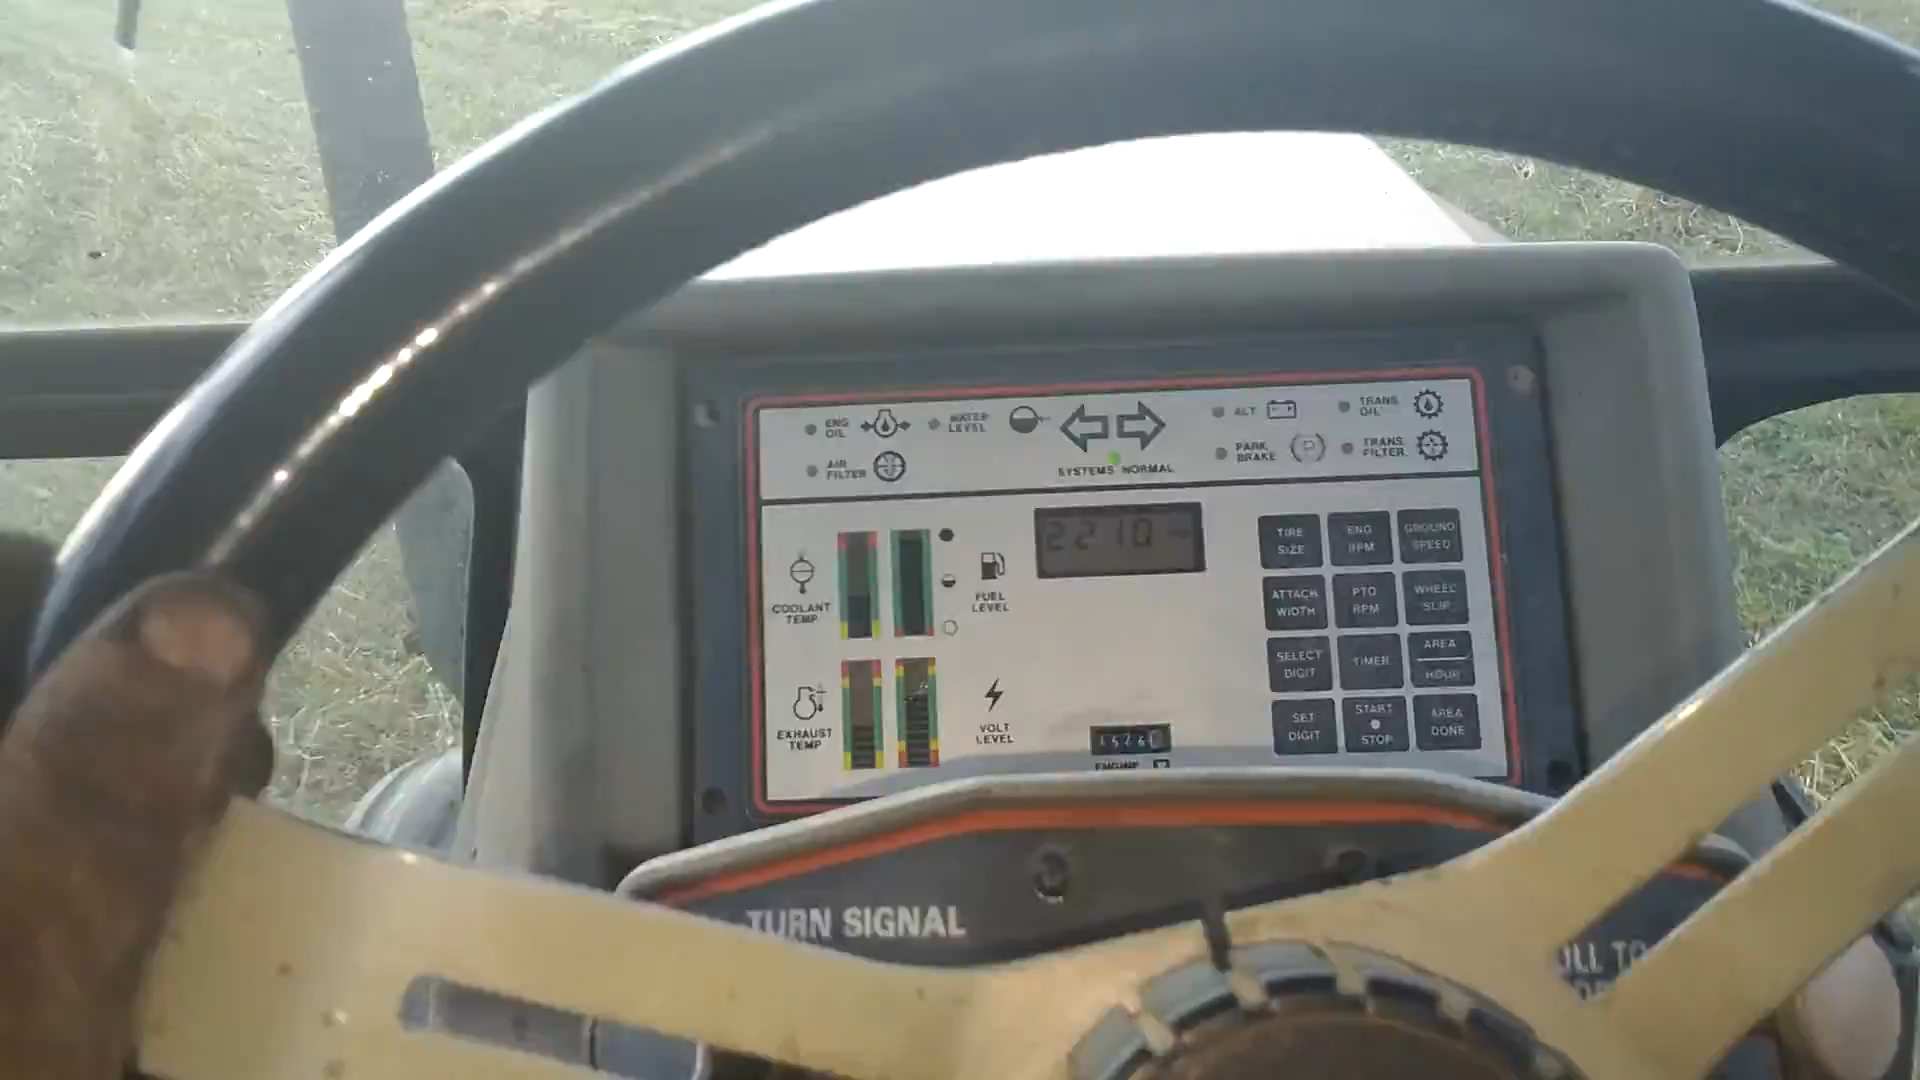 ENG OIL
WATER LEVEL
ALT
TRANS. OIL
AIR FILTER
SYSTEMS NORMAL
PARK BRAKE
P
TRANS. FILTER
2210
COOLANT TEMP
FUEL LEVEL
TIRE SIZE
ENG RPM
GROUND SPEED
ATTACH WIDTH
PTO RPM
WHEEL SLIP
SELECT DIGIT
TIMER
AREA HOUR
EXHAUST TEMP
VOLT LEVEL
SET DIGIT
START STOP
AREA DONE
ENGINE
TURN SIGNAL